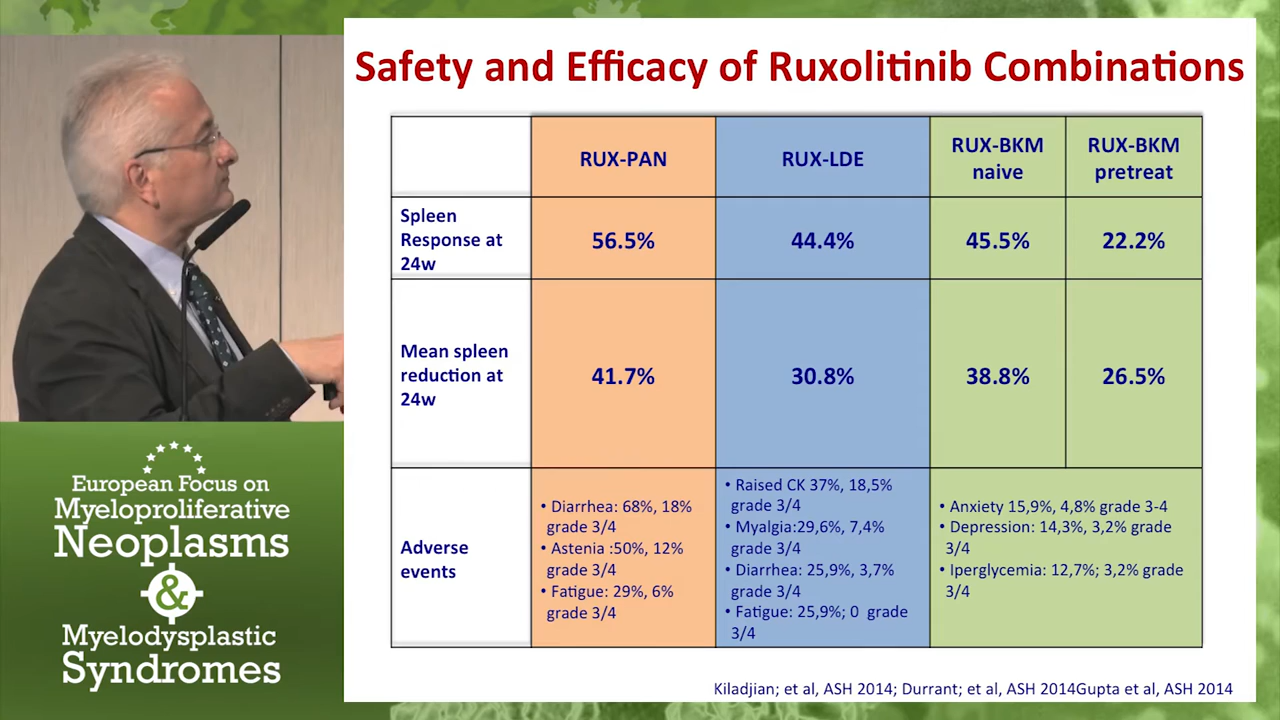 Safety and Efficacy of Ruxolitinib Combinations
RUX-PAN
RUX-LDE
RUX-BKM
naive
RUX-BKM
pretreat
Spleen
Response at
24w
56.5%
44.4%
45.5%
22.2%
Mean spleen
reduction at
24w
41.7%
30.8%
38.8%
26.5%
Adverse
events
• Diarrhea: 68%, 18%
grade 3/4
• Astenia :50%, 12%
grade 3/4
• Fatigue: 29%, 6%
grade 3/4
• Raised CK 37%, 18,5%
grade 3/4
• Myalgia:29,6%, 7,4%
grade 3/4
• Diarrhea: 25,9%, 3,7%
grade 3/4
• Fatigue: 25,9%; 0 grade
3/4
• Anxiety 15,9%, 4,8% grade 3-4
• Depression: 14,3%, 3,2% grade
3/4
• Iperglycemia: 12,7%; 3,2% grade
3/4
Kiladjian; et al, ASH 2014; Durrant; et al, ASH 2014Gupta et al, ASH 2014
European Focus on
Myeloproliferative
Neoplasms
&
Myelodysplastic
Syndromes